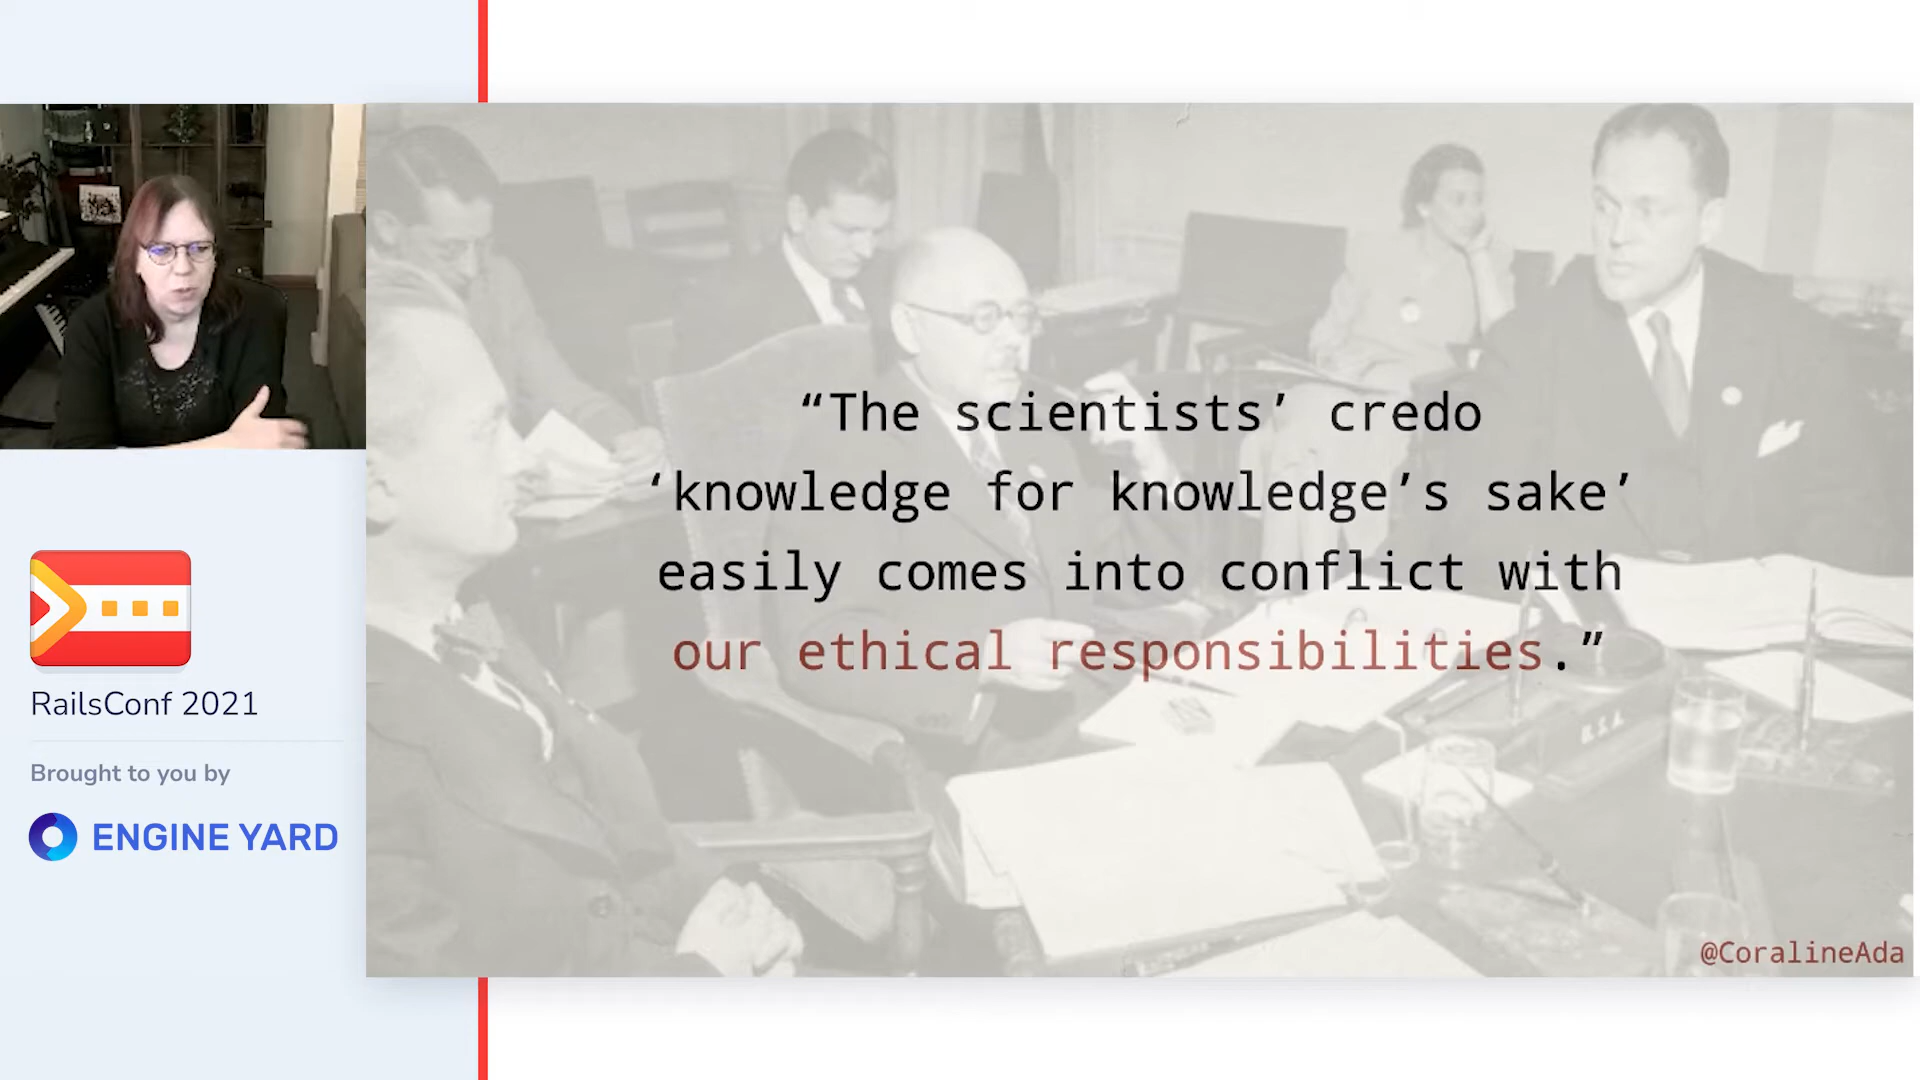 “The scientists’ credo
‘knowledge for knowledge’s sake’
easily comes into conflict with
our ethical responsibilities.”
U.S.A.
@CoralineAda
RailsConf 2021
Brought to you by
ENGINE YARD